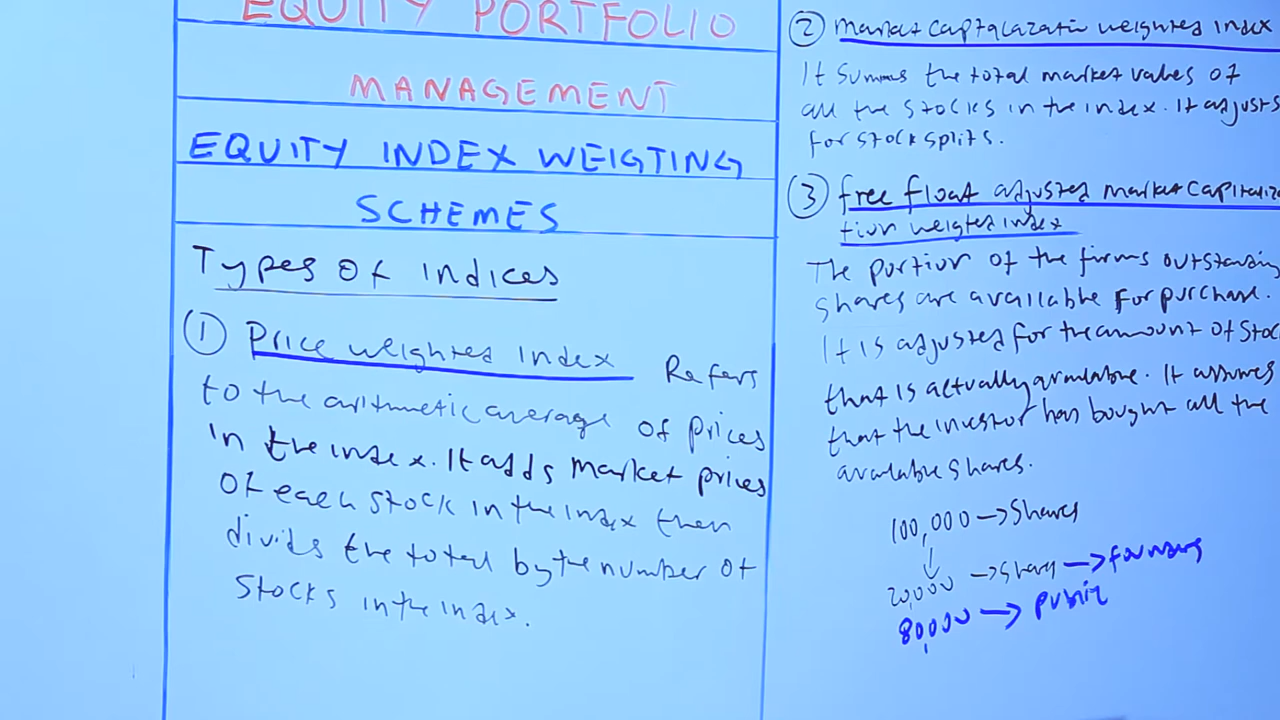 EQUITY PORTFOLIO
MANAGEMENT
EQUITY INDEX WEIGTING
SCHEMES
Types of indices
① Price weighted index Refers
to the arithmetic average of prices
in the index. It adds market prices
of each stock in the index then
divids the total by the number of
stocks in the index.
② market captalazatin weighted index
It summs the total market values of
all the stocks in the index. It adjusts
for stock splits.
③ free float adjusted market capitaliza
tion weigted index
The portion of the firms outstanding
shares are available for purchase.
It is adjusted for the amount of stoc
that is actually available. It assumes
that the investor has bought all the
available shares.
100,000 → Shares
↓
20,000 → Shares → founders
80,000 → public